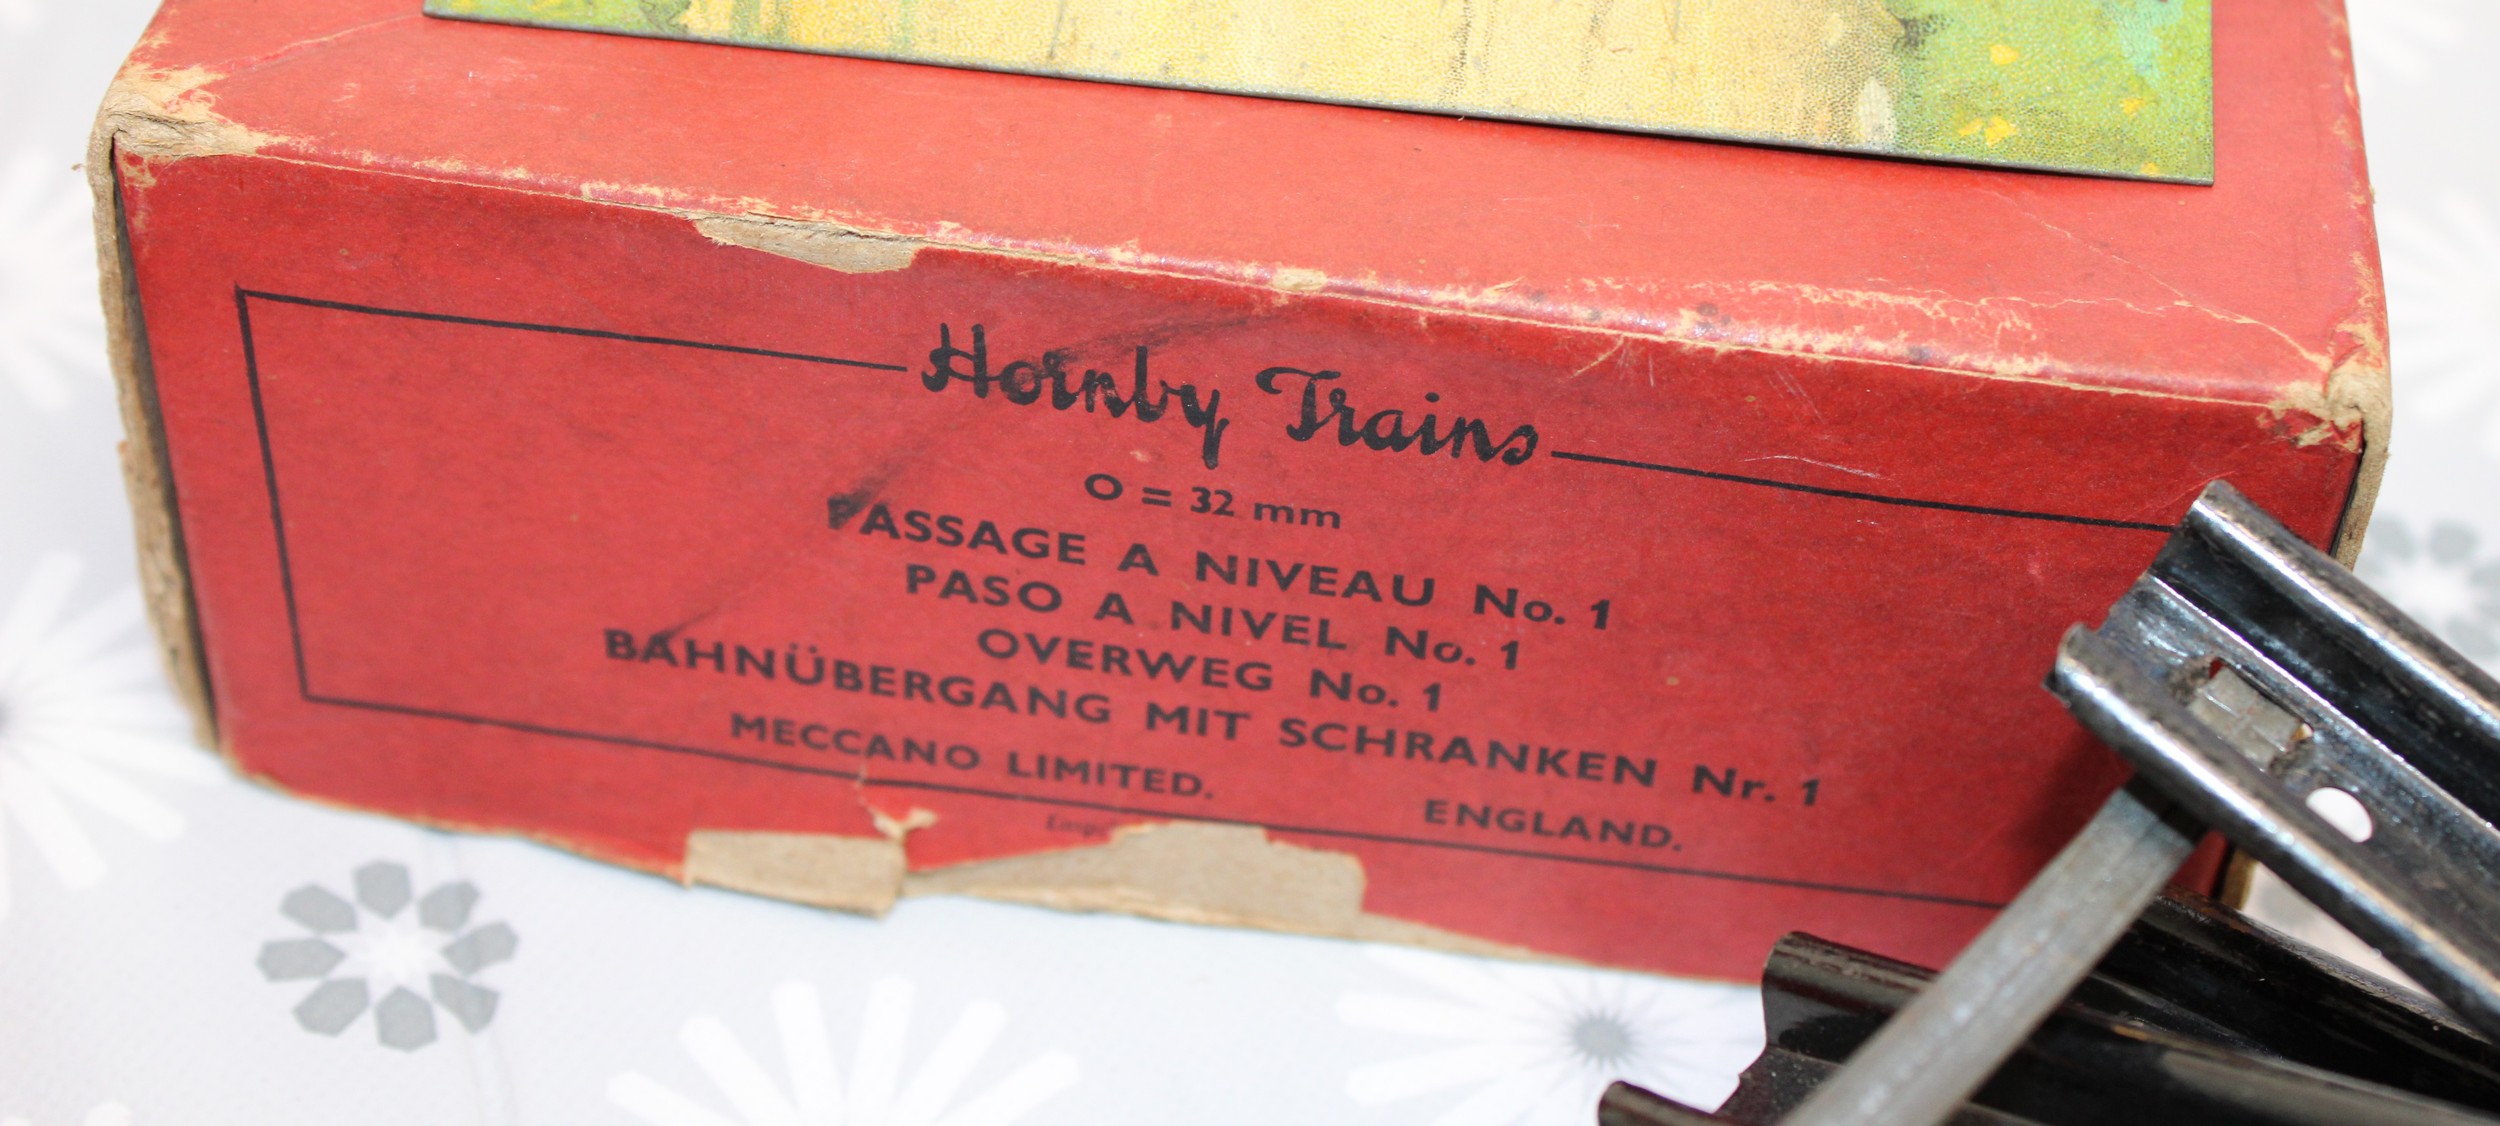 Hornby Trains
O = 32 mm
PASSAGE A NIVEAU No. 1
PASO A NIVEL No. 1
OVERWEG No. 1
BAHNÜBERGANG MIT SCHRANKEN Nr. 1
MECCANO LIMITED. ENGLAND.